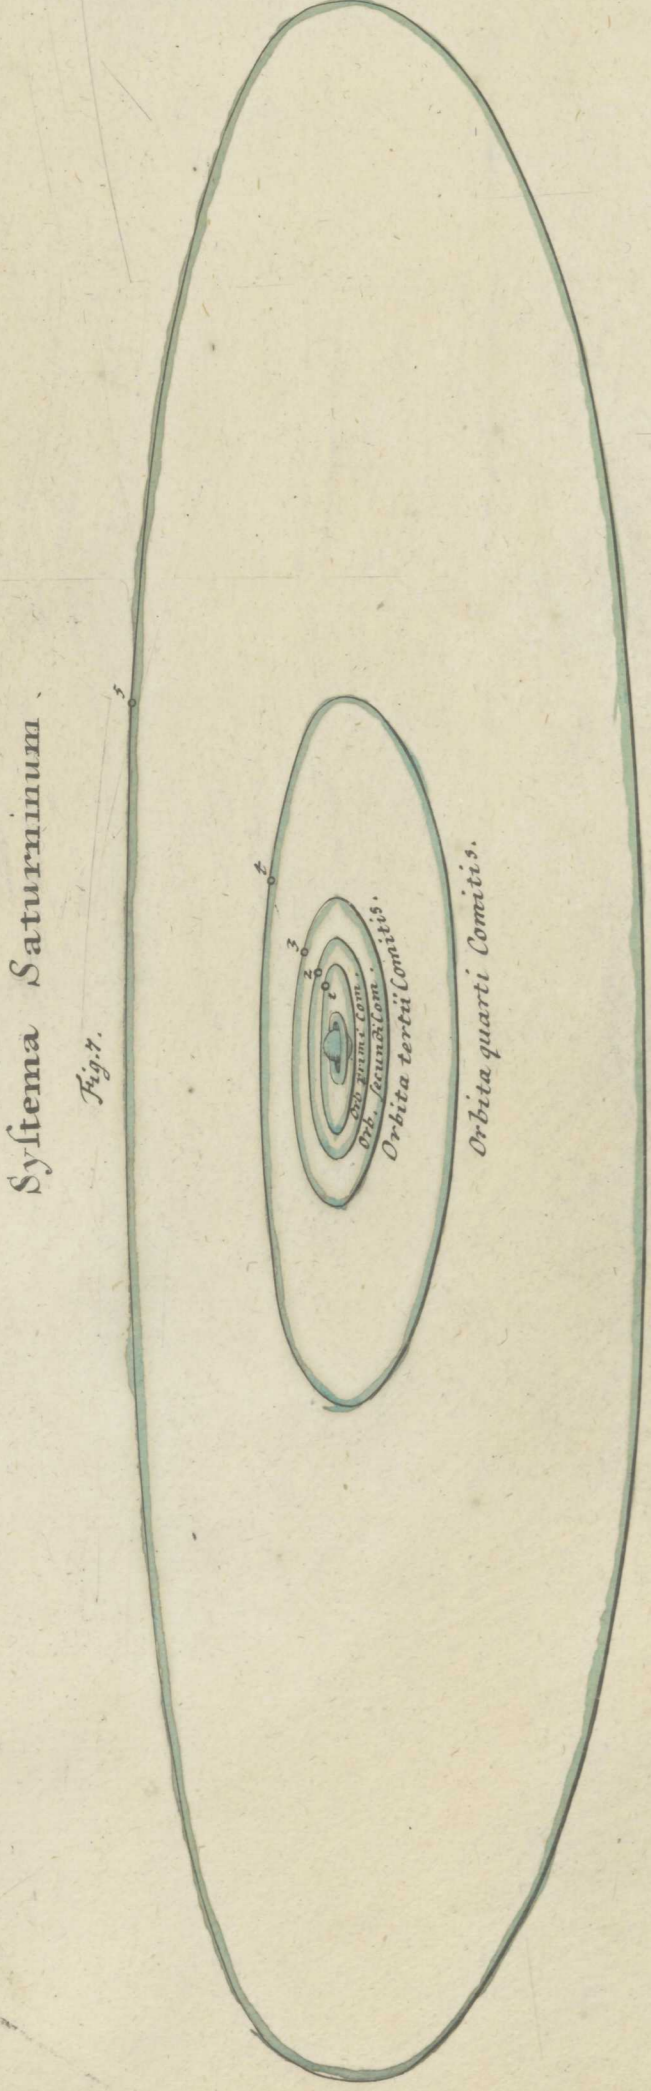 Syſtema Saturninum.
Fig. 7.
5
4
3
2
1
Orb. primi Com.
Orb. ſecundi Com.
Orbita tertii Comitis.
Orbita quarti Comitis.